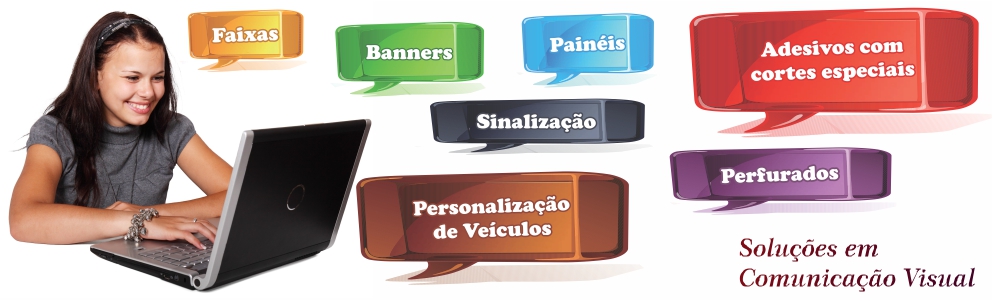 Faixas
Banners
Painéis
Adesivos com
cortes especiais
Sinalização
Perfurados
Personalização
de Veículos
Soluções em
Comunicação Visual